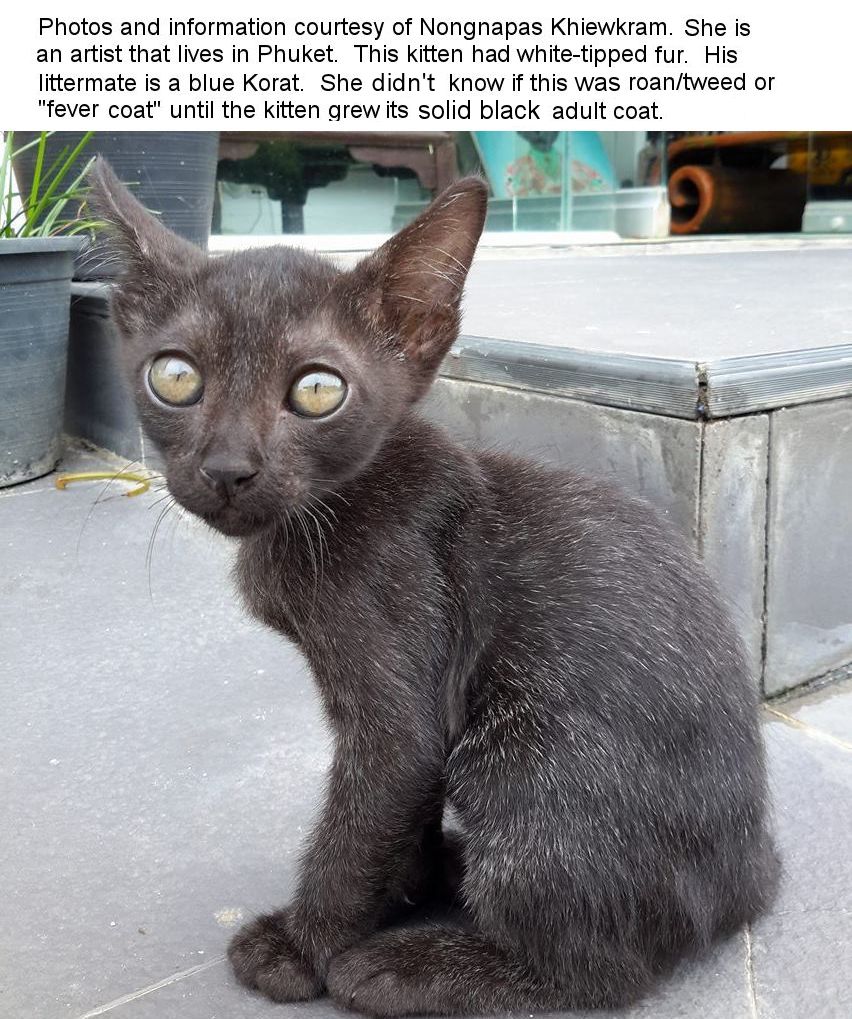 Photos and information courtesy of Nongnapas Khiewkram. She is
an artist that lives in Phuket. This kitten had white-tipped fur. His
littermate is a blue Korat. She didn't know if this was roan/tweed or
"fever coat" until the kitten grew its solid black adult coat.